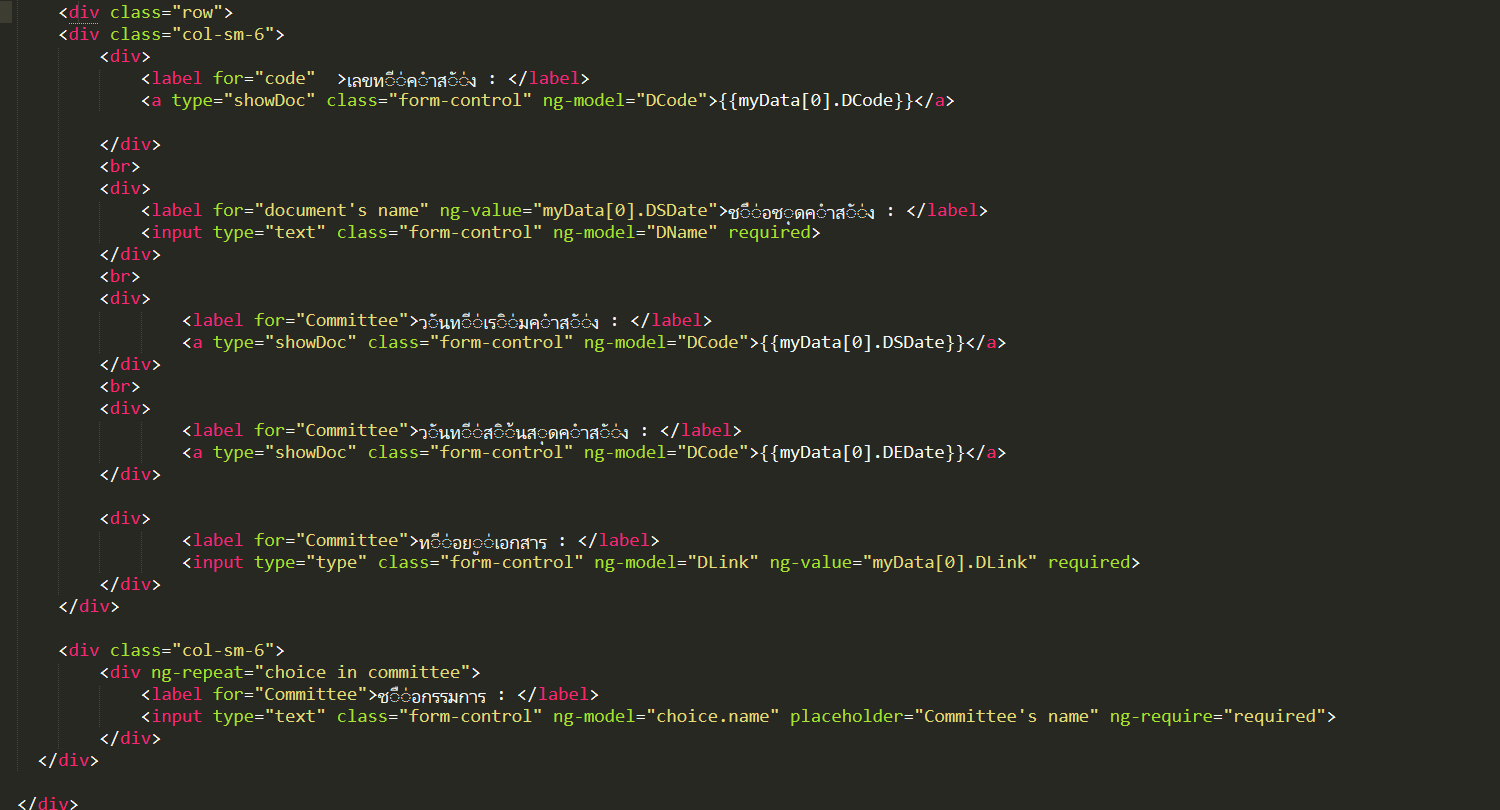 <div class="row">
<div class="col-sm-6">
<div>
<label for="code"  >เลขที่คำสั่ง : </label>
<a type="showDoc" class="form-control" ng-model="DCode">{{myData[0].DCode}}</a>
</div>
<br>
<div>
<label for="document's name" ng-value="myData[0].DSDate">ชื่อชุดคำสั่ง : </label>
<input type="text" class="form-control" ng-model="DName" required>
</div>
<br>
<div>
<label for="Committee">วันที่เริ่มคำสั่ง : </label>
<a type="showDoc" class="form-control" ng-model="DCode">{{myData[0].DSDate}}</a>
</div>
<br>
<div>
<label for="Committee">วันที่สิ้นสุดคำสั่ง : </label>
<a type="showDoc" class="form-control" ng-model="DCode">{{myData[0].DEDate}}</a>
</div>
<div>
<label for="Committee">ที่อยู่เอกสาร : </label>
<input type="type" class="form-control" ng-model="DLink" ng-value="myData[0].DLink" required>
</div>
</div>
<div class="col-sm-6">
<div ng-repeat="choice in committee">
<label for="Committee">ชื่อกรรมการ : </label>
<input type="text" class="form-control" ng-model="choice.name" placeholder="Committee's name" ng-require="required">
</div>
</div>
</div>